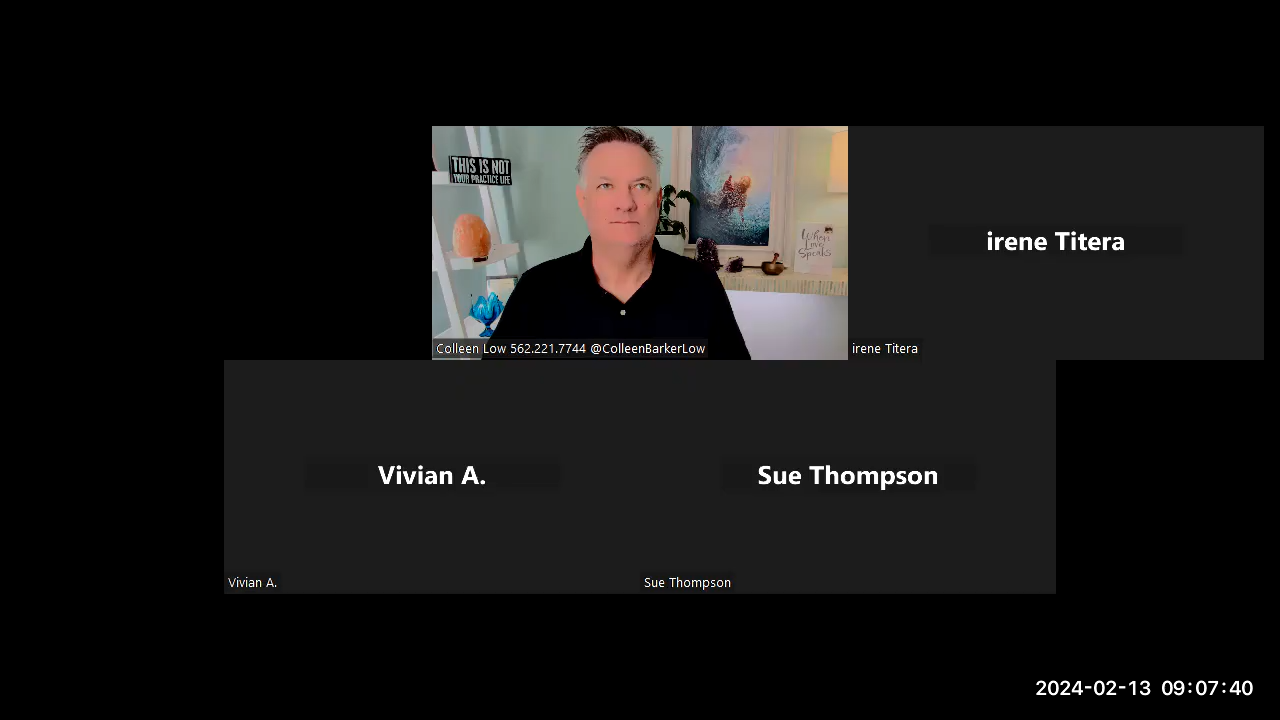 THIS IS NOT
YOUR PRACTICE LIFE
When
Love
Speaks
Colleen Low 562.221.7744 @ColleenBarkerLow
irene Titera
irene Titera
Vivian A.
Sue Thompson
Vivian A.
Sue Thompson
2024-02-13 09:07:40